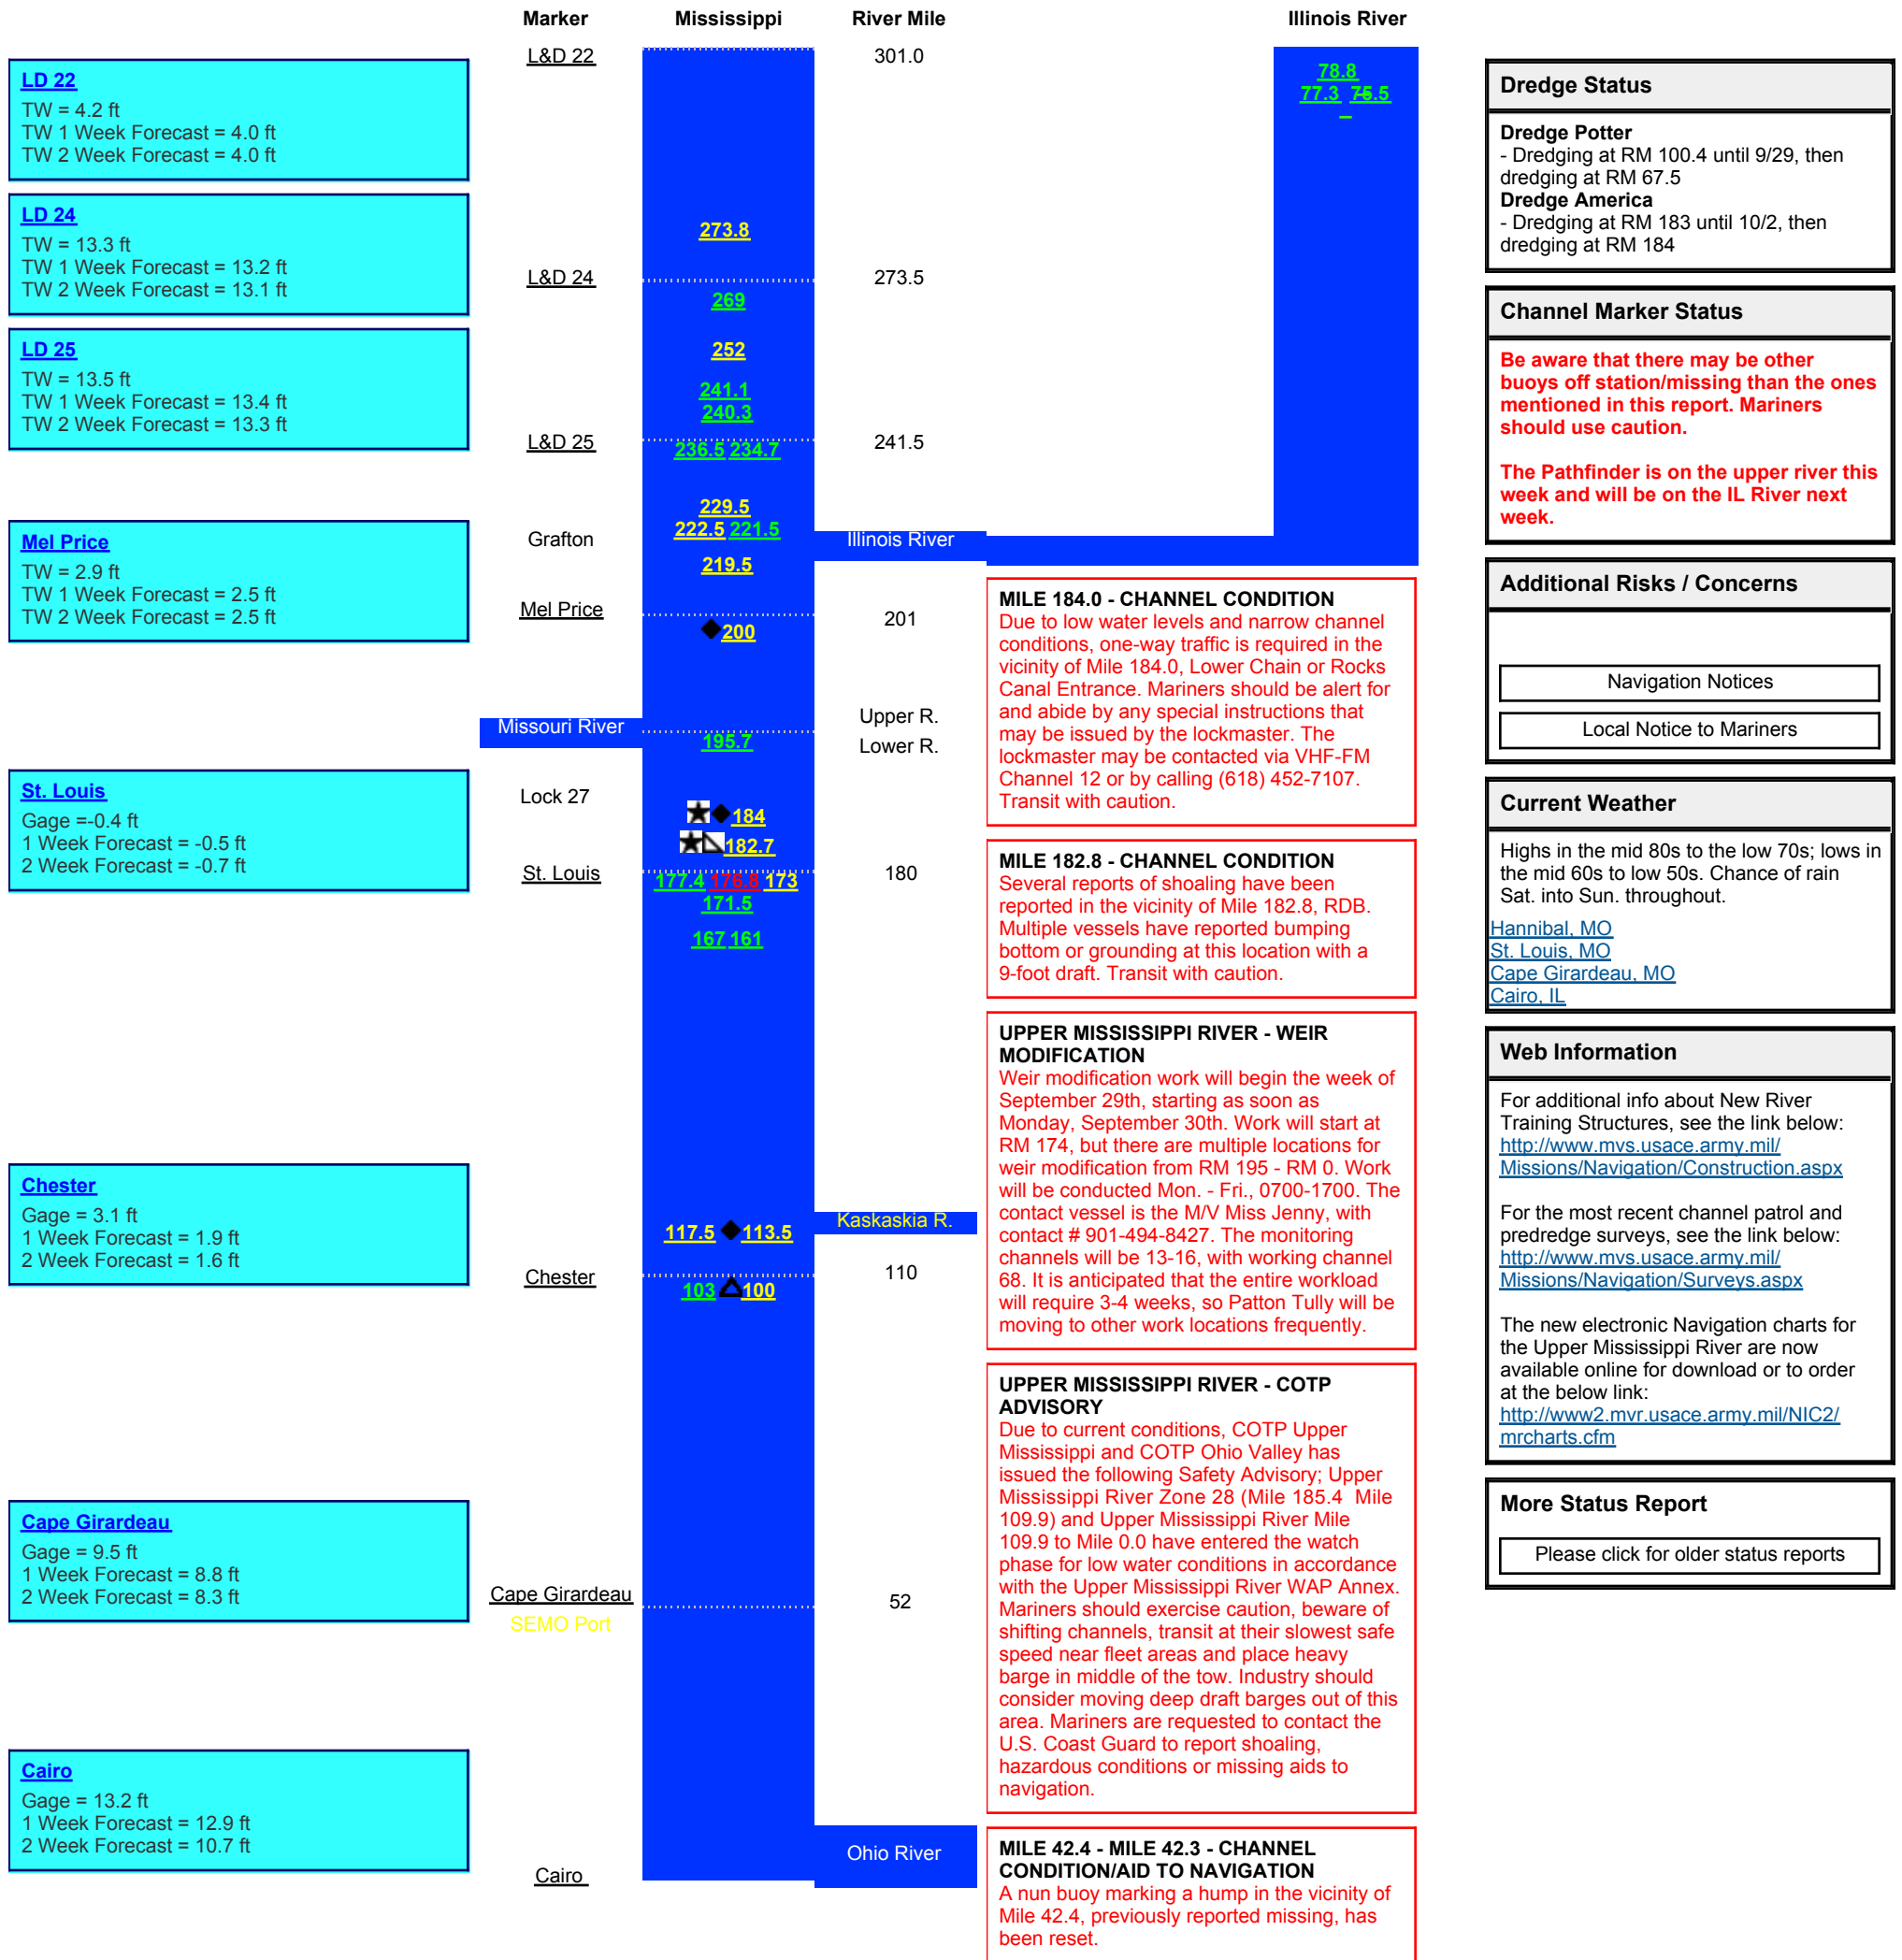 Marker
Mississippi
River Mile
Illinois River
LD 22
TW = 4.2 ft
TW 1 Week Forecast = 4.0 ft
TW 2 Week Forecast = 4.0 ft
LD 24
TW = 13.3 ft
TW 1 Week Forecast = 13.2 ft
TW 2 Week Forecast = 13.1 ft
LD 25
TW = 13.5 ft
TW 1 Week Forecast = 13.4 ft
TW 2 Week Forecast = 13.3 ft
Mel Price
TW = 2.9 ft
TW 1 Week Forecast = 2.5 ft
TW 2 Week Forecast = 2.5 ft
St. Louis
Gage =-0.4 ft
1 Week Forecast = -0.5 ft
2 Week Forecast = -0.7 ft
Chester
Gage = 3.1 ft
1 Week Forecast = 1.9 ft
2 Week Forecast = 1.6 ft
Cape Girardeau
Gage = 9.5 ft
1 Week Forecast = 8.8 ft
2 Week Forecast = 8.3 ft
Cairo
Gage = 13.2 ft
1 Week Forecast = 12.9 ft
2 Week Forecast = 10.7 ft
L&D 22
L&D 24
L&D 25
Grafton
Mel Price
Missouri River
Lock 27
St. Louis
Chester
Cape Girardeau
SEMO Port
Cairo
273.8
269
252
241.1
240.3
236.5 234.7
229.5
222.5 221.5
219.5
200
195.7
184
182.7
177.4 176.8 173
171.5
167 161
117.5 113.5
103 100
301.0
273.5
241.5
Illinois River
201
Upper R.
Lower R.
180
Kaskaskia R.
110
52
Ohio River
78.8
77.3 75.5
MILE 184.0 - CHANNEL CONDITION
Due to low water levels and narrow channel
conditions, one-way traffic is required in the
vicinity of Mile 184.0, Lower Chain or Rocks
Canal Entrance. Mariners should be alert for
and abide by any special instructions that
may be issued by the lockmaster. The
lockmaster may be contacted via VHF-FM
Channel 12 or by calling (618) 452-7107.
Transit with caution.
MILE 182.8 - CHANNEL CONDITION
Several reports of shoaling have been
reported in the vicinity of Mile 182.8, RDB.
Multiple vessels have reported bumping
bottom or grounding at this location with a
9-foot draft. Transit with caution.
UPPER MISSISSIPPI RIVER - WEIR
MODIFICATION
Weir modification work will begin the week of
September 29th, starting as soon as
Monday, September 30th. Work will start at
RM 174, but there are multiple locations for
weir modification from RM 195 - RM 0. Work
will be conducted Mon. - Fri., 0700-1700. The
contact vessel is the M/V Miss Jenny, with
contact # 901-494-8427. The monitoring
channels will be 13-16, with working channel
68. It is anticipated that the entire workload
will require 3-4 weeks, so Patton Tully will be
moving to other work locations frequently.
UPPER MISSISSIPPI RIVER - COTP
ADVISORY
Due to current conditions, COTP Upper
Mississippi and COTP Ohio Valley has
issued the following Safety Advisory; Upper
Mississippi River Zone 28 (Mile 185.4 Mile
109.9) and Upper Mississippi River Mile
109.9 to Mile 0.0 have entered the watch
phase for low water conditions in accordance
with the Upper Mississippi River WAP Annex.
Mariners should exercise caution, beware of
shifting channels, transit at their slowest safe
speed near fleet areas and place heavy
barge in middle of the tow. Industry should
consider moving deep draft barges out of this
area. Mariners are requested to contact the
U.S. Coast Guard to report shoaling,
hazardous conditions or missing aids to
navigation.
MILE 42.4 - MILE 42.3 - CHANNEL
CONDITION/AID TO NAVIGATION
A nun buoy marking a hump in the vicinity of
Mile 42.4, previously reported missing, has
been reset.
Dredge Status
Dredge Potter
- Dredging at RM 100.4 until 9/29, then
dredging at RM 67.5
Dredge America
- Dredging at RM 183 until 10/2, then
dredging at RM 184
Channel Marker Status
Be aware that there may be other
buoys off station/missing than the ones
mentioned in this report. Mariners
should use caution.
The Pathfinder is on the upper river this
week and will be on the IL River next
week.
Additional Risks / Concerns
Navigation Notices
Local Notice to Mariners
Current Weather
Highs in the mid 80s to the low 70s; lows in
the mid 60s to low 50s. Chance of rain
Sat. into Sun. throughout.
Hannibal, MO
St. Louis, MO
Cape Girardeau, MO
Cairo, IL
Web Information
For additional info about New River
Training Structures, see the link below:
http://www.mvs.usace.army.mil/
Missions/Navigation/Construction.aspx
For the most recent channel patrol and
predredge surveys, see the link below:
http://www.mvs.usace.army.mil/
Missions/Navigation/Surveys.aspx
The new electronic Navigation charts for
the Upper Mississippi River are now
available online for download or to order
at the below link:
http://www2.mvr.usace.army.mil/NIC2/
mrcharts.cfm
More Status Report
Please click for older status reports